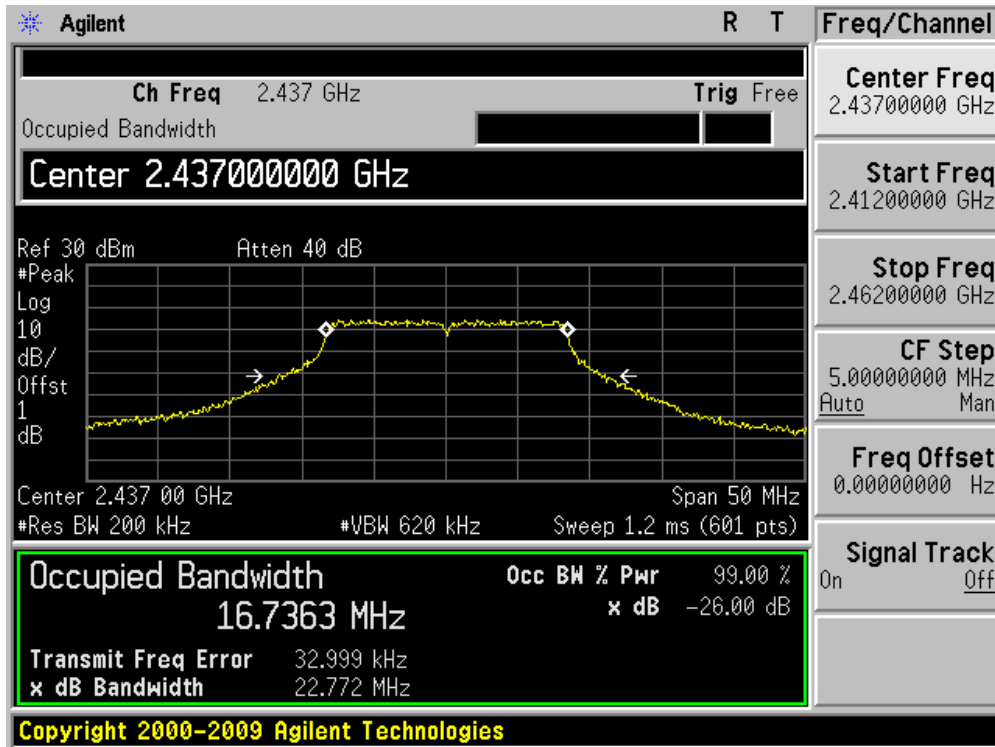 Agilent R T
Ch Freq 2.437 GHz Trig Free
Occupied Bandwidth
Center 2.437000000 GHz
Ref 30 dBm Atten 40 dB
#Peak
Log
10
dB/
Offst
1
dB
Center 2.437 00 GHz Span 50 MHz
#Res BW 200 kHz #VBW 620 kHz Sweep 1.2 ms (601 pts)
Occupied Bandwidth Occ BW % Pwr 99.00 %
16.7363 MHz x dB -26.00 dB
Transmit Freq Error 32.999 kHz
x dB Bandwidth 22.772 MHz
Copyright 2000-2009 Agilent Technologies
Freq/Channel
Center Freq
2.43700000 GHz
Start Freq
2.41200000 GHz
Stop Freq
2.46200000 GHz
CF Step
5.00000000 MHz
Auto Man
Freq Offset
0.00000000 Hz
Signal Track
On Off